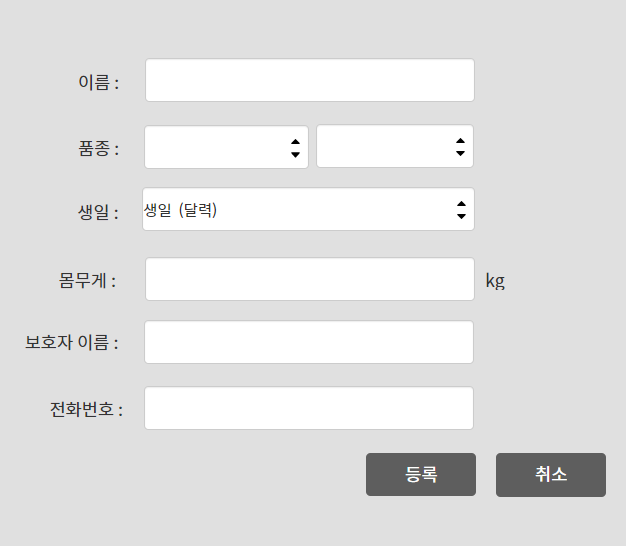 이름 :
품종 :
생일 : 생일 (달력)
몸무게 : kg
보호자 이름 :
전화번호 :
등록 취소